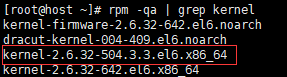 [root@host ~]# rpm -qa | grep kernel
kernel-firmware-2.6.32-642.el6.noarch
dracut-kernel-004-409.el6.noarch
kernel-2.6.32-504.3.3.el6.x86_64
kernel-2.6.32-642.el6.x86_64